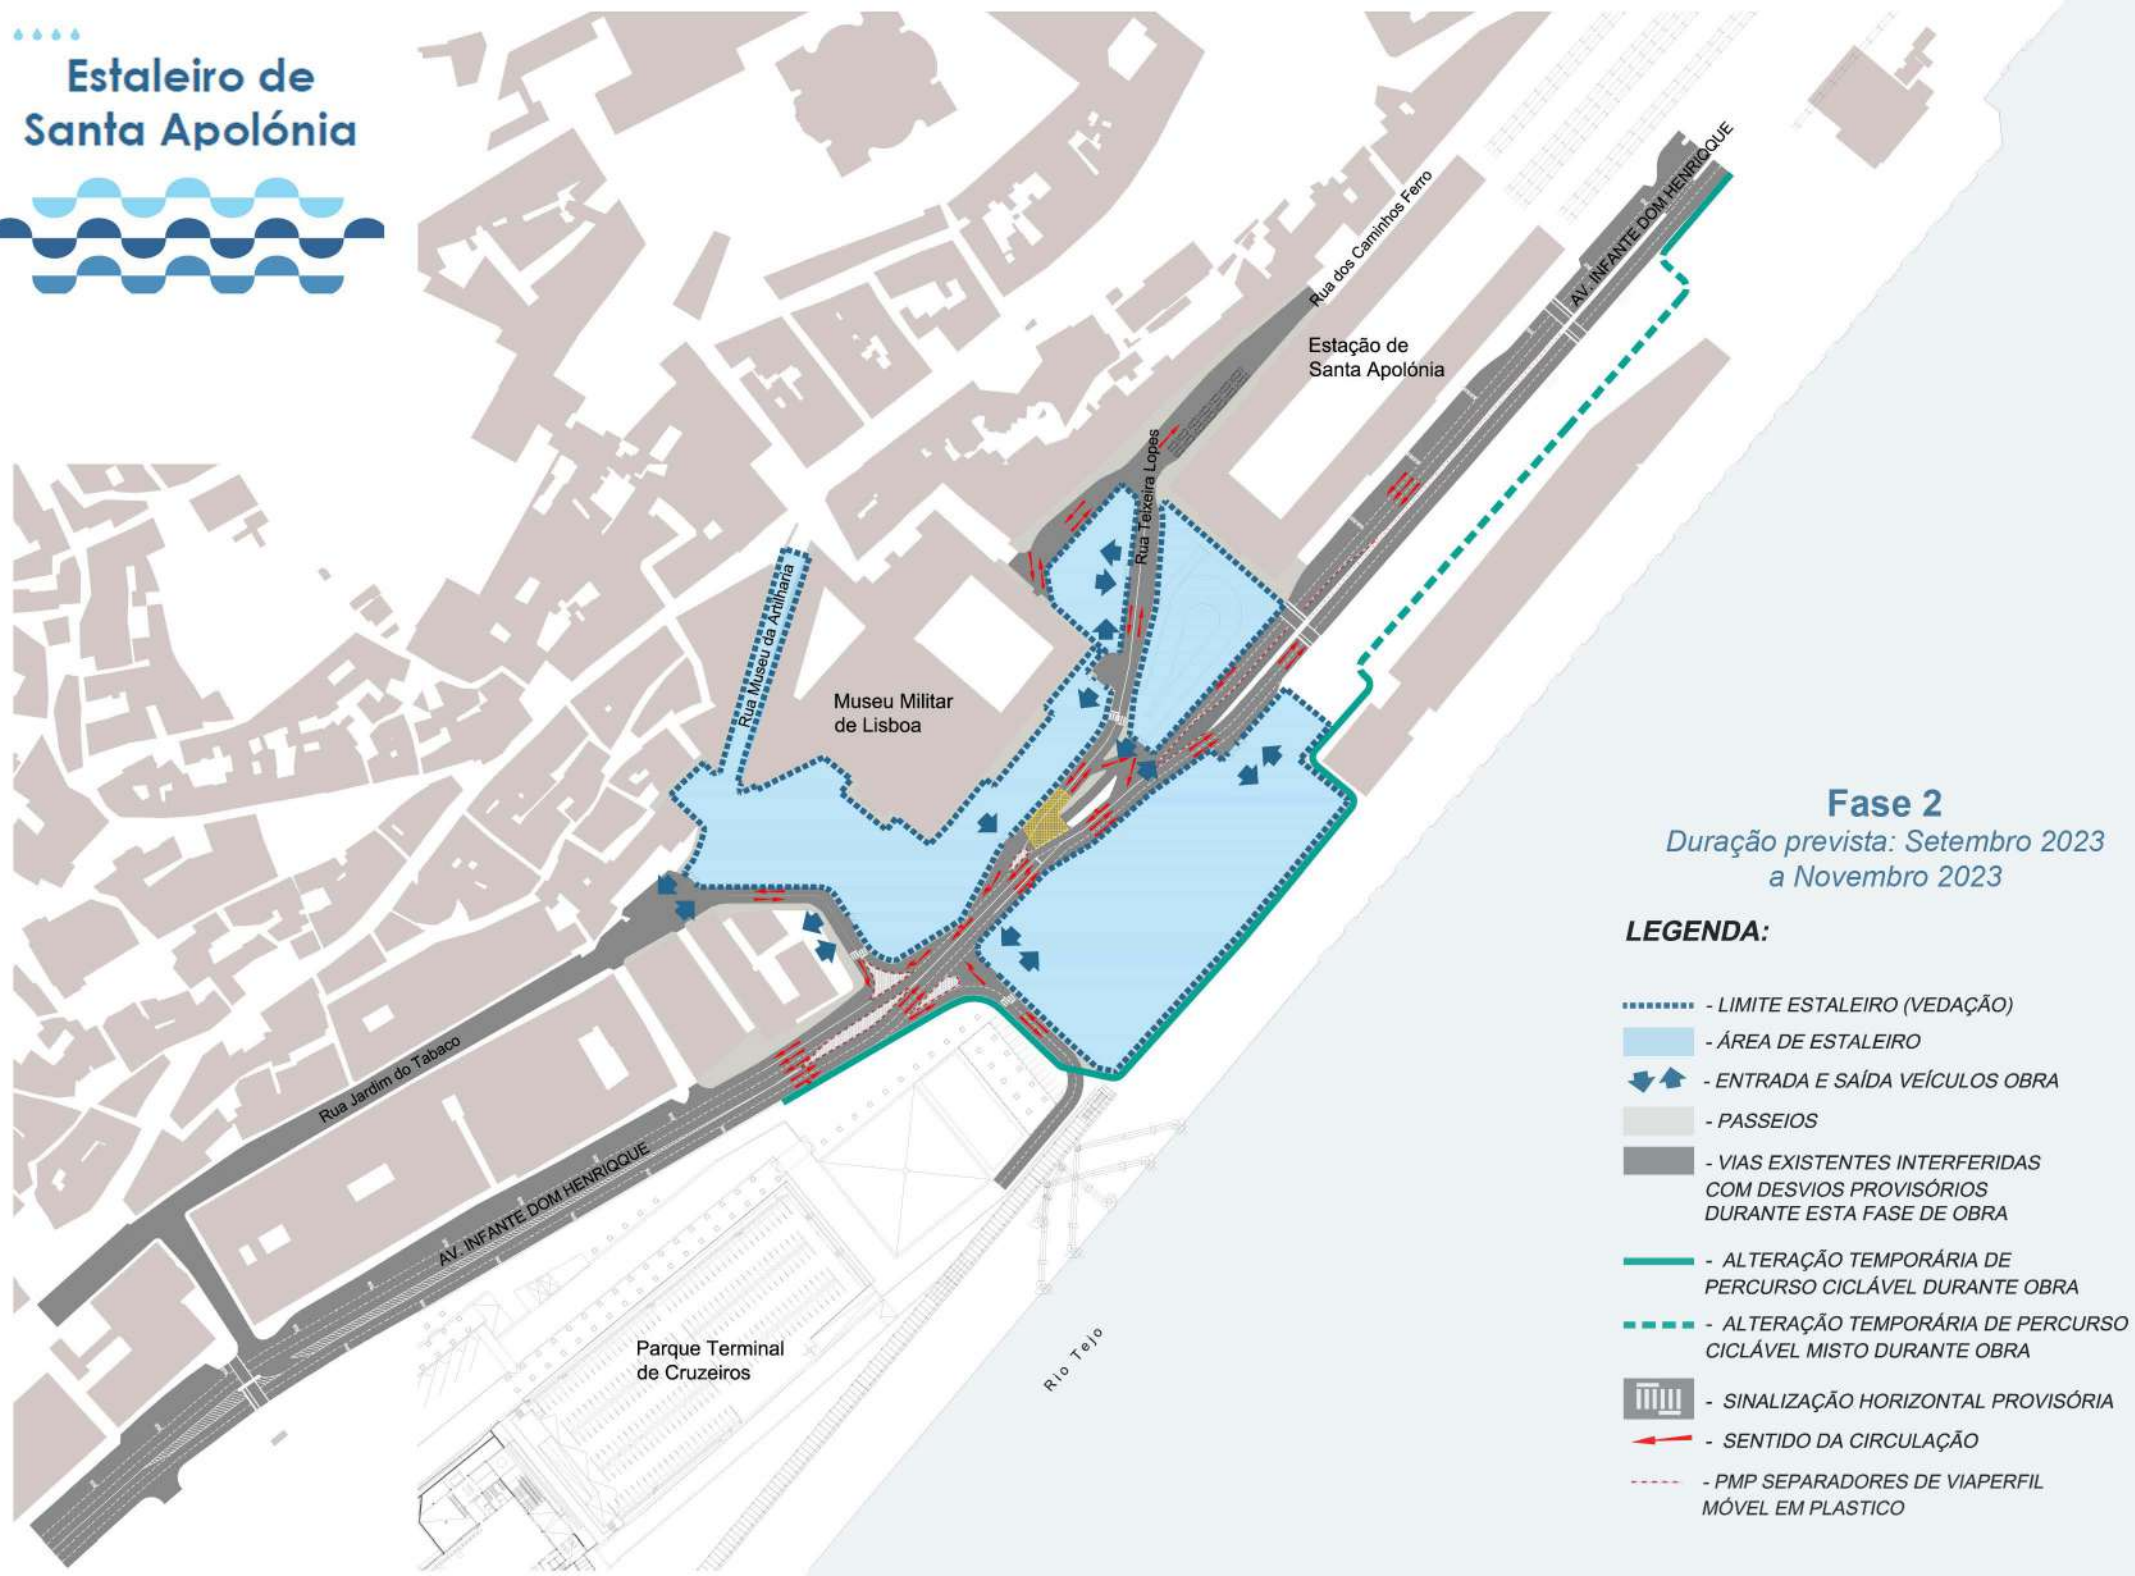 Estaleiro de
Santa Apolónia
AV. INFANTE DOM HENRIQQUE
Rua dos Caminhos Ferro
Estação de
Santa Apolónia
Rua Teixeira Lopes
Rua Museu da Artilharia
Museu Militar
de Lisboa
Rua Jardim do Tabaco
AV. INFANTE DOM HENRIQQUE
Parque Terminal
de Cruzeiros
Rio Tejo
Fase 2
Duração prevista: Setembro 2023
a Novembro 2023
LEGENDA:
- LIMITE ESTALEIRO (VEDAÇÃO)
- ÁREA DE ESTALEIRO
- ENTRADA E SAÍDA VEÍCULOS OBRA
- PASSEIOS
- VIAS EXISTENTES INTERFERIDAS
COM DESVIOS PROVISÓRIOS
DURANTE ESTA FASE DE OBRA
- ALTERAÇÃO TEMPORÁRIA DE
PERCURSO CICLÁVEL DURANTE OBRA
- ALTERAÇÃO TEMPORÁRIA DE PERCURSO
CICLÁVEL MISTO DURANTE OBRA
- SINALIZAÇÃO HORIZONTAL PROVISÓRIA
- SENTIDO DA CIRCULAÇÃO
- PMP SEPARADORES DE VIAPERFIL
MÓVEL EM PLASTICO